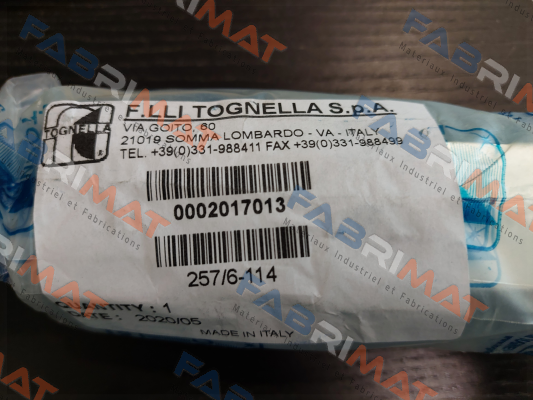 F.LLI TOGNELLA S.p.A.
VIA GOITO, 60
21019 SOMMA LOMBARDO - VA - ITALY
TEL. +39(0)331-988411 FAX +39(0)331-988499
TOGNELLA
0002017013
257/6-114
QUANTITY : 1
DATE : 2020/05
MADE IN ITALY
FABRIMAT
Materiaux Industriel et Fabrications